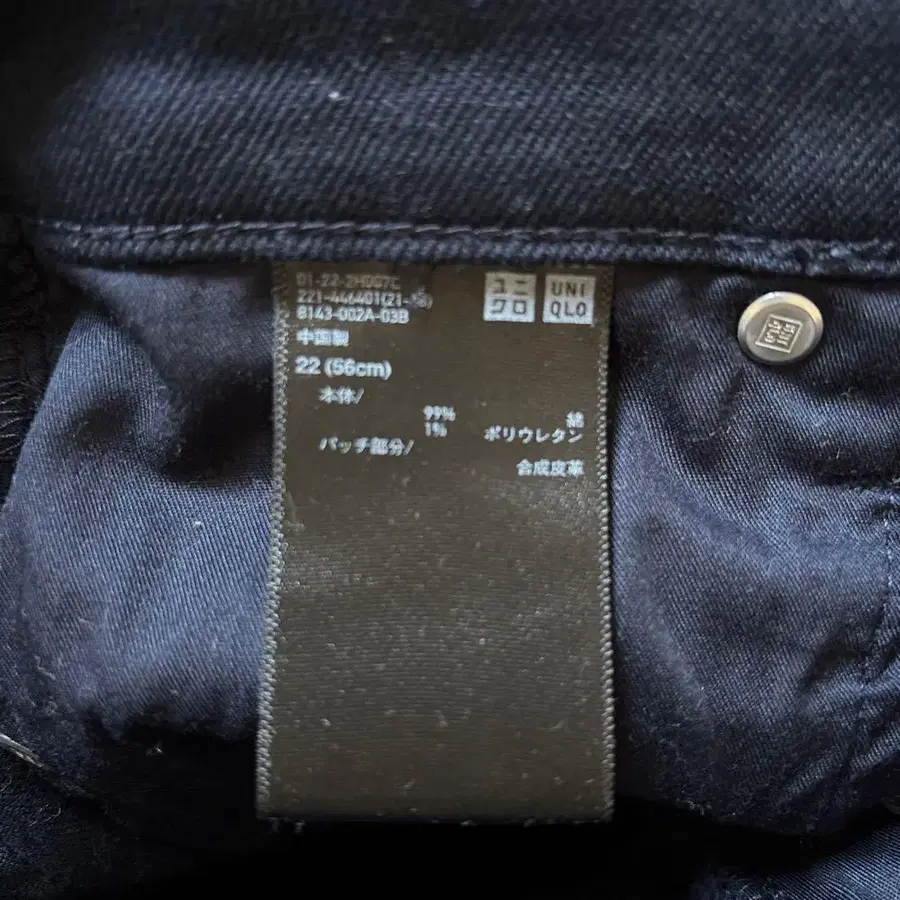 01-22-2H007C
221-446401(21-18)
8143-002A-03B
中国製
22 (56cm)
本体/
99% 綿
1% ポリウレタン
パッチ部分/
合成皮革
ユニ
クロ
UNI
QLO